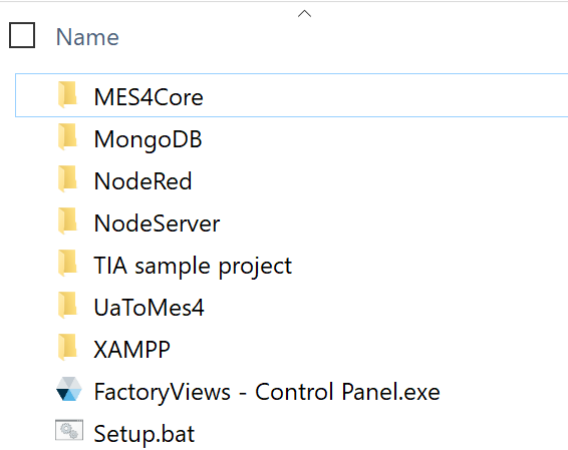 Name
MES4Core
MongoDB
NodeRed
NodeServer
TIA sample project
UaToMes4
XAMPP
FactoryViews - Control Panel.exe
Setup.bat